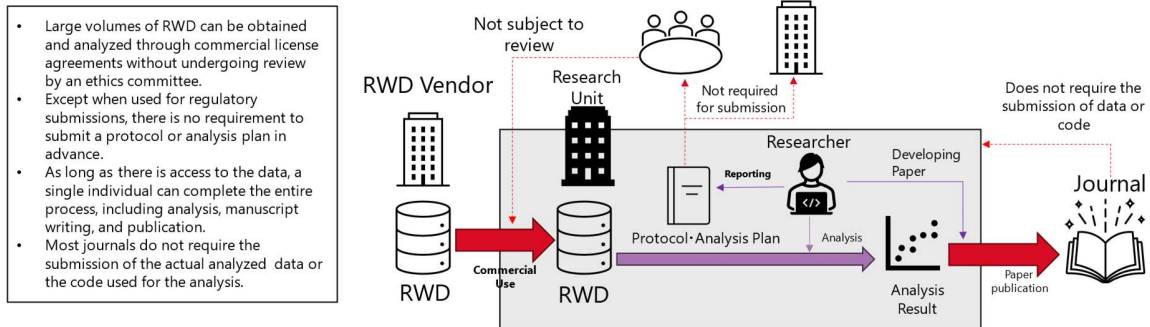 • Large volumes of RWD can be obtained
and analyzed through commercial license
agreements without undergoing review
by an ethics committee.
• Except when used for regulatory
submissions, there is no requirement to
submit a protocol or analysis plan in
advance.
• As long as there is access to the data, a
single individual can complete the entire
process, including analysis, manuscript
writing, and publication.
• Most journals do not require the
submission of the actual analyzed data or
the code used for the analysis.
Not subject to
review
RWD Vendor
Research
Unit
Not required
for submission
Does not require the
submission of data or
code
Researcher
Developing
Paper
Reporting
</>
Journal
Protocol・Analysis Plan
Analysis
Commercial
Use
RWD
RWD
Analysis
Result
Paper
publication